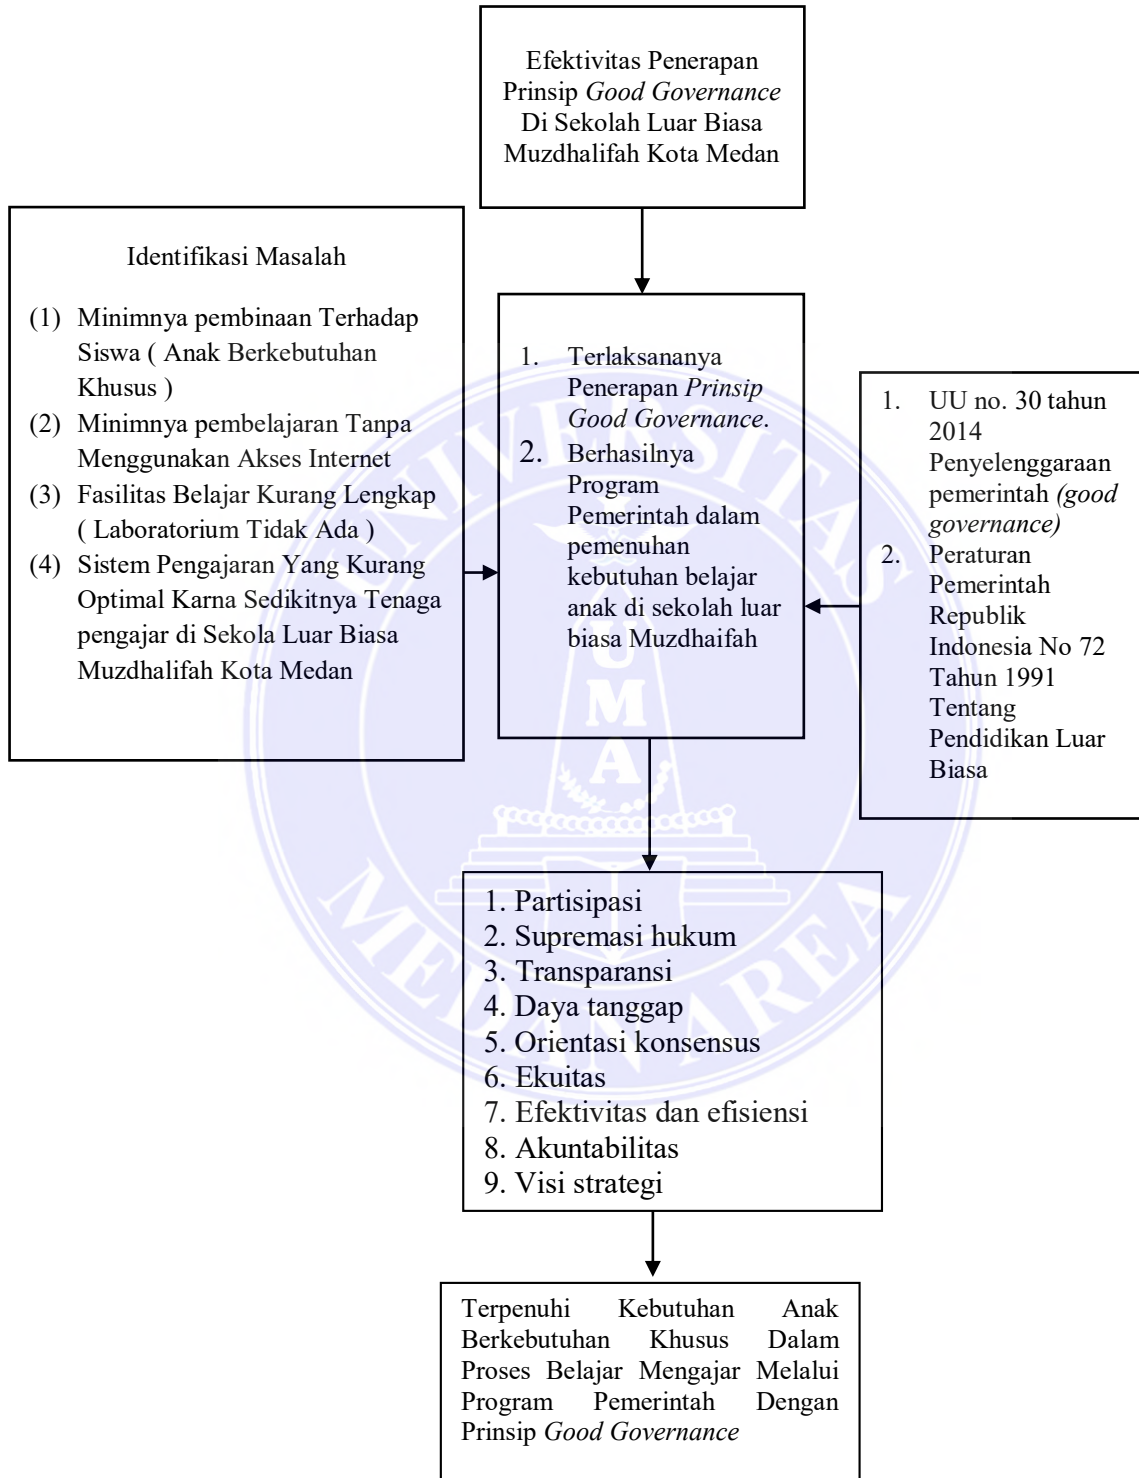 Efektivitas Penerapan
Prinsip Good Governance
Di Sekolah Luar Biasa
Muzdhalifah Kota Medan
Identifikasi Masalah
(1) Minimnya pembinaan Terhadap
Siswa ( Anak Berkebutuhan
Khusus )
(2) Minimnya pembelajaran Tanpa
Menggunakan Akses Internet
(3) Fasilitas Belajar Kurang Lengkap
( Laboratorium Tidak Ada )
(4) Sistem Pengajaran Yang Kurang
Optimal Karna Sedikitnya Tenaga
pengajar di Sekola Luar Biasa
Muzdhalifah Kota Medan
1. Terlaksananya
Penerapan Prinsip
Good Governance.
2. Berhasilnya
Program
Pemerintah dalam
pemenuhan
kebutuhan belajar
anak di sekolah luar
biasa Muzdhaifah
1. UU no. 30 tahun
2014
Penyelenggaraan
pemerintah (good
governance)
2. Peraturan
Pemerintah
Republik
Indonesia No 72
Tahun 1991
Tentang
Pendidikan Luar
Biasa
1. Partisipasi
2. Supremasi hukum
3. Transparansi
4. Daya tanggap
5. Orientasi konsensus
6. Ekuitas
7. Efektivitas dan efisiensi
8. Akuntabilitas
9. Visi strategi
Terpenuhi Kebutuhan Anak
Berkebutuhan Khusus Dalam
Proses Belajar Mengajar Melalui
Program Pemerintah Dengan
Prinsip Good Governance
UNIVERSITAS
UMA
MEDAN AREA